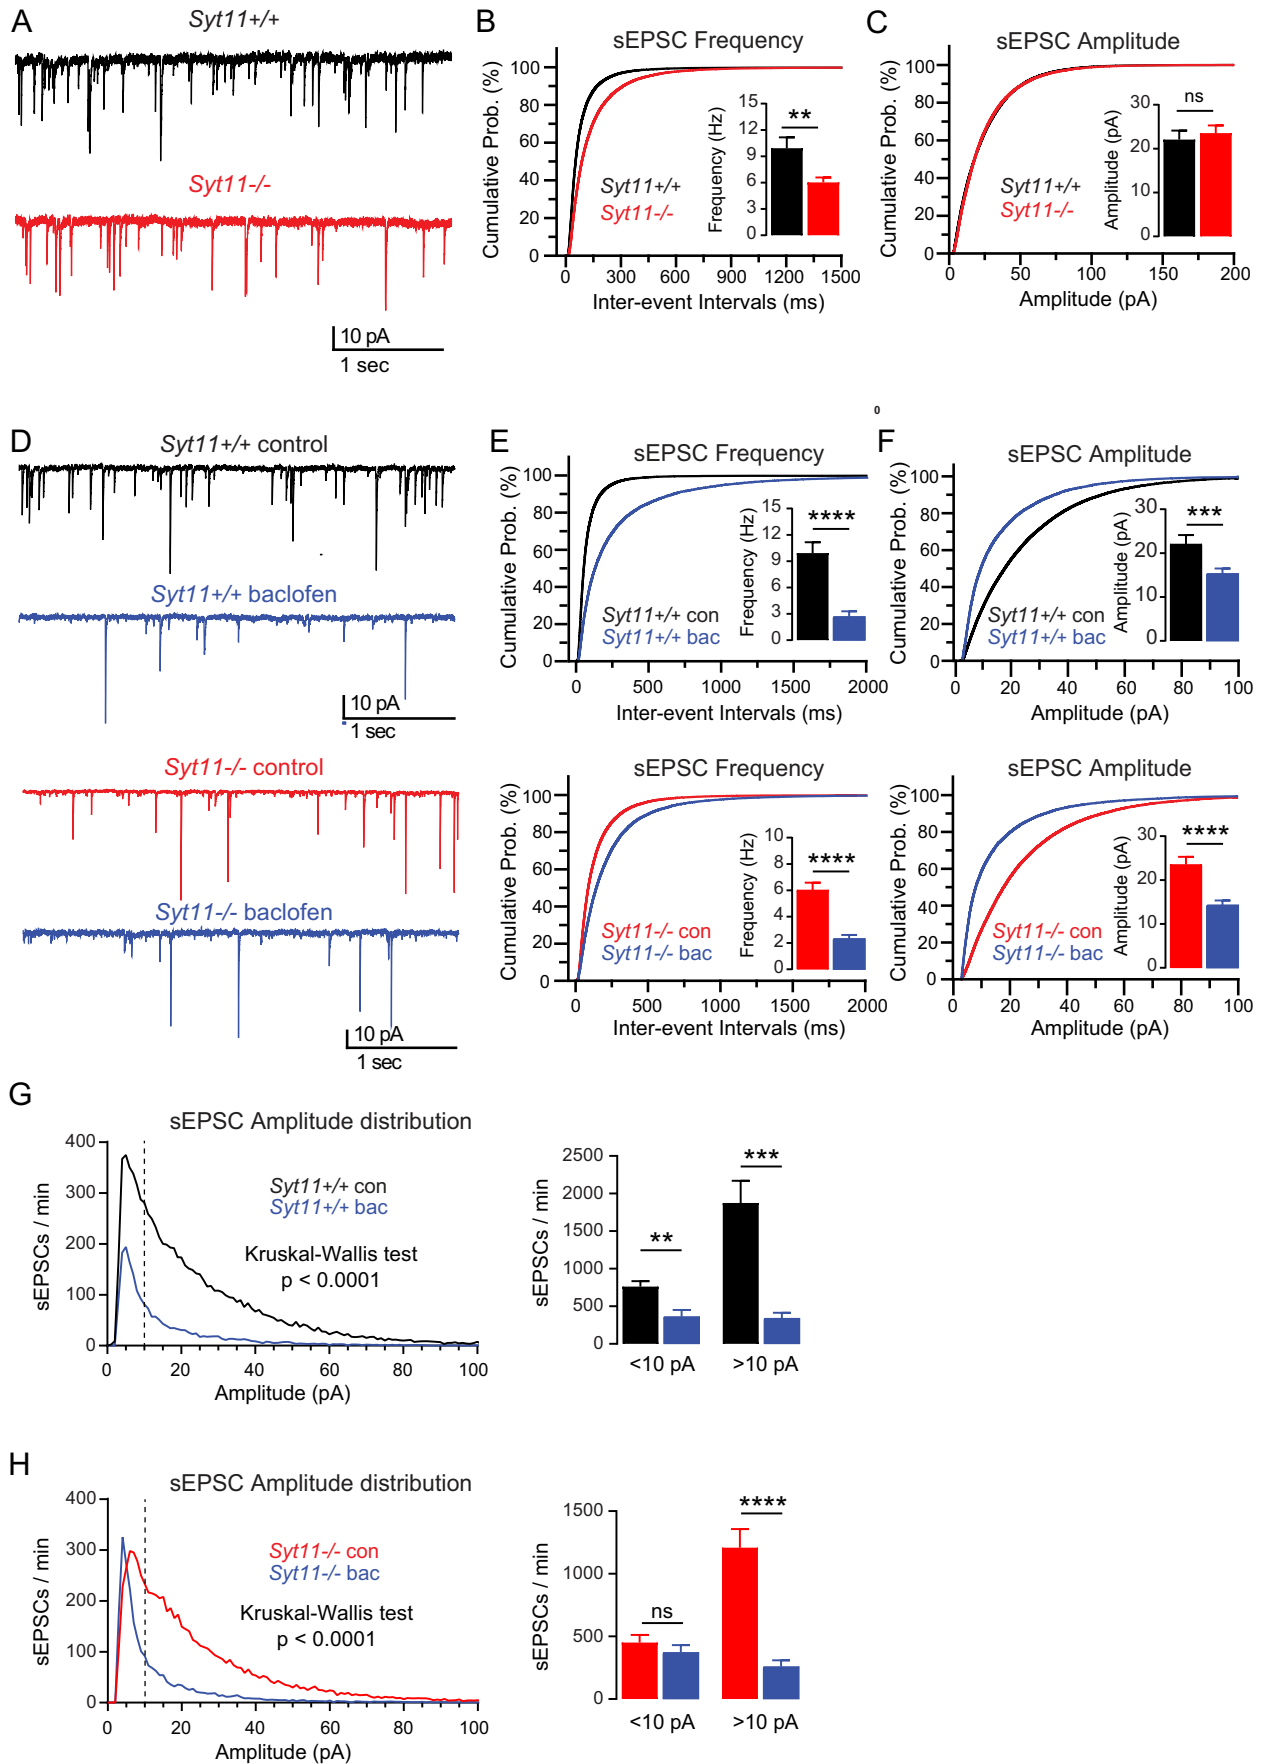 A
Syt11+/+
Syt11-/-
10 pA
1 sec
B
sEPSC Frequency
Cumulative Prob. (%)
100
80
60
40
20
0
0 300 600 900 1200 1500
Inter-event Intervals (ms)
Syt11+/+
Syt11-/-
Frequency (Hz)
15
12
9
6
3
0
**
C
sEPSC Amplitude
Cumulative Prob. (%)
100
80
60
40
20
0
0 50 100 150 200
Amplitude (pA)
Syt11+/+
Syt11-/-
Amplitude (pA)
30
20
10
0
ns
0
D
Syt11+/+ control
Syt11+/+ baclofen
10 pA
1 sec
Syt11-/- control
Syt11-/- baclofen
10 pA
1 sec
E
sEPSC Frequency
Cumulative Prob. (%)
100
80
60
40
20
0
0 500 1000 1500 2000
Inter-event Intervals (ms)
Syt11+/+ con
Syt11+/+ bac
Frequency (Hz)
15
12
9
6
3
0
****
sEPSC Frequency
Cumulative Prob. (%)
100
80
60
40
20
0
0 500 1000 1500 2000
Inter-event Intervals (ms)
Syt11-/- con
Syt11-/- bac
Frequency (Hz)
10
8
6
4
2
0
****
F
sEPSC Amplitude
Cumulative Prob. (%)
100
80
60
40
20
0
0 20 40 60 80 100
Amplitude (pA)
Syt11+/+ con
Syt11+/+ bac
Amplitude (pA)
30
20
10
0
***
sEPSC Amplitude
Cumulative Prob. (%)
100
80
60
40
20
0
0 20 40 60 80 100
Amplitude (pA)
Syt11-/- con
Syt11-/- bac
Amplitude (pA)
30
20
10
0
****
G
sEPSC Amplitude distribution
sEPSCs / min
400
300
200
100
0
0 20 40 60 80 100
Amplitude (pA)
Syt11+/+ con
Syt11+/+ bac
Kruskal-Wallis test
p < 0.0001
sEPSCs / min
2500
2000
1500
1000
500
0
**
***
<10 pA >10 pA
H
sEPSC Amplitude distribution
sEPSCs / min
400
300
200
100
0
0 20 40 60 80 100
Amplitude (pA)
Syt11-/- con
Syt11-/- bac
Kruskal-Wallis test
p < 0.0001
sEPSCs / min
1500
1000
500
0
ns
****
<10 pA >10 pA